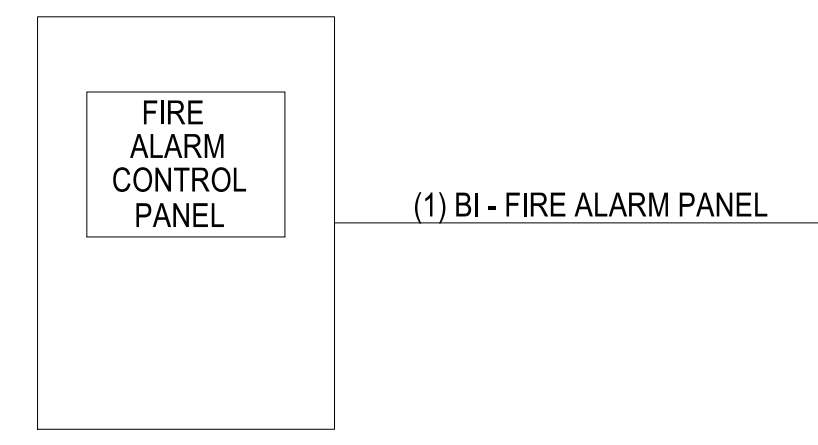 FIRE
ALARM
CONTROL
PANEL
(1) BI - FIRE ALARM PANEL